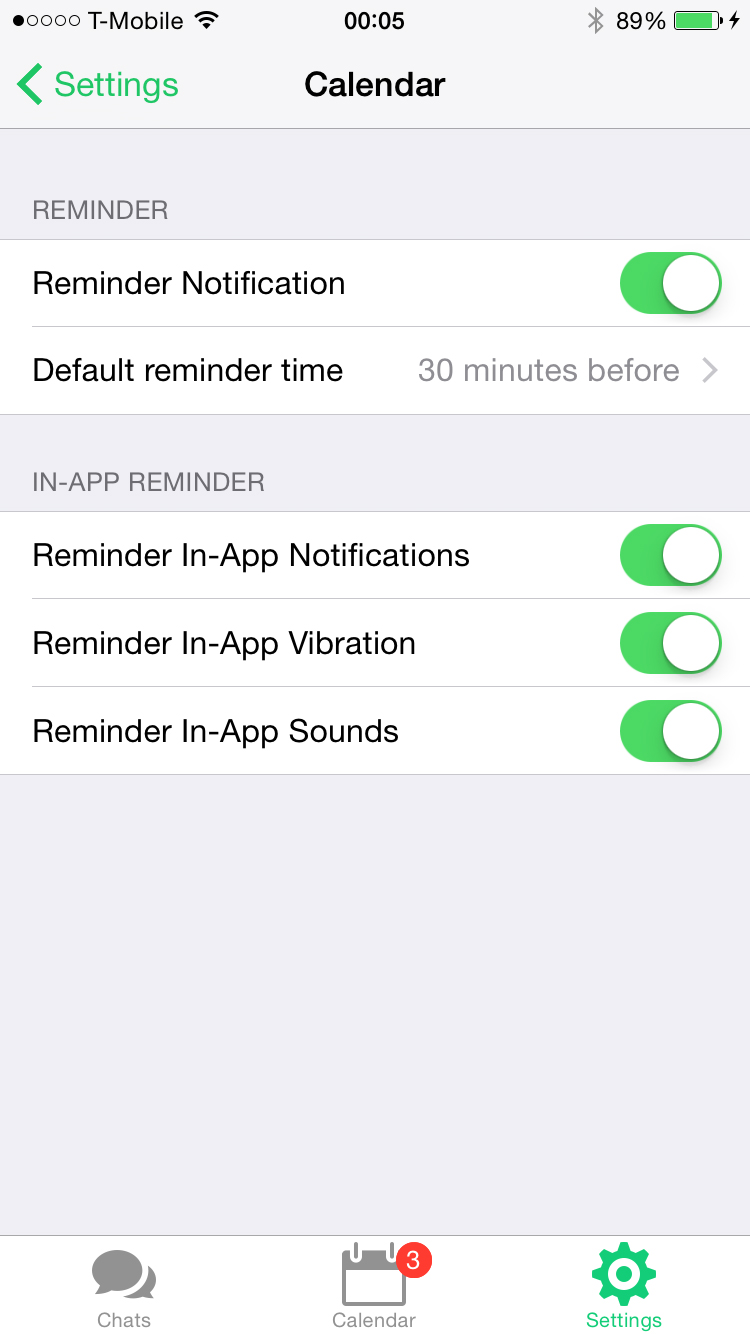 T-Mobile 00:05 89%
Settings Calendar
REMINDER
Reminder Notification
Default reminder time 30 minutes before
IN-APP REMINDER
Reminder In-App Notifications
Reminder In-App Vibration
Reminder In-App Sounds
3
Chats Calendar Settings